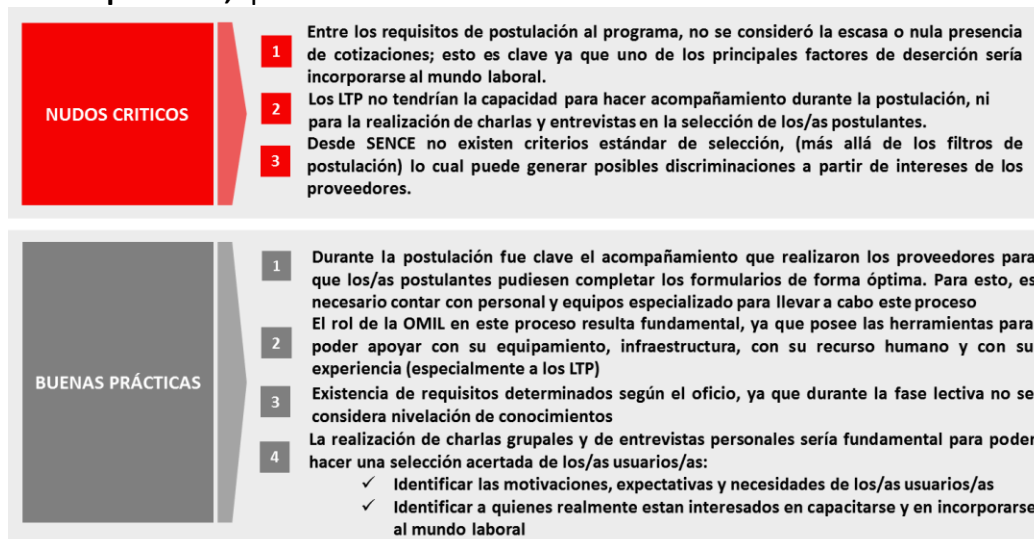 NUDOS CRITICOS
1
Entre los requisitos de postulación al programa, no se consideró la escasa o nula presencia
de cotizaciones; esto es clave ya que uno de los principales factores de deserción sería
incorporarse al mundo laboral.
2
Los LTP no tendrían la capacidad para hacer acompañamiento durante la postulación, ni
para la realización de charlas y entrevistas en la selección de los/as postulantes.
3
Desde SENCE no existen criterios estándar de selección, (más allá de los filtros de
postulación) lo cual puede generar posibles discriminaciones a partir de intereses de los
proveedores.
BUENAS PRÁCTICAS
1
Durante la postulación fue clave el acompañamiento que realizaron los proveedores para
que los/as postulantes pudiesen completar los formularios de forma óptima. Para esto, es
necesario contar con personal y equipos especializado para llevar a cabo este proceso
2
El rol de la OMIL en este proceso resulta fundamental, ya que posee las herramientas para
poder apoyar con su equipamiento, infraestructura, con su recurso humano y con su
experiencia (especialmente a los LTP)
3
Existencia de requisitos determinados según el oficio, ya que durante la fase lectiva no se
considera nivelación de conocimientos
4
La realización de charlas grupales y de entrevistas personales sería fundamental para poder
hacer una selección acertada de los/as usuarios/as:
✓ Identificar las motivaciones, expectativas y necesidades de los/as usuarios/as
✓ Identificar a quienes realmente estan interesados en capacitarse y en incorporarse
al mundo laboral